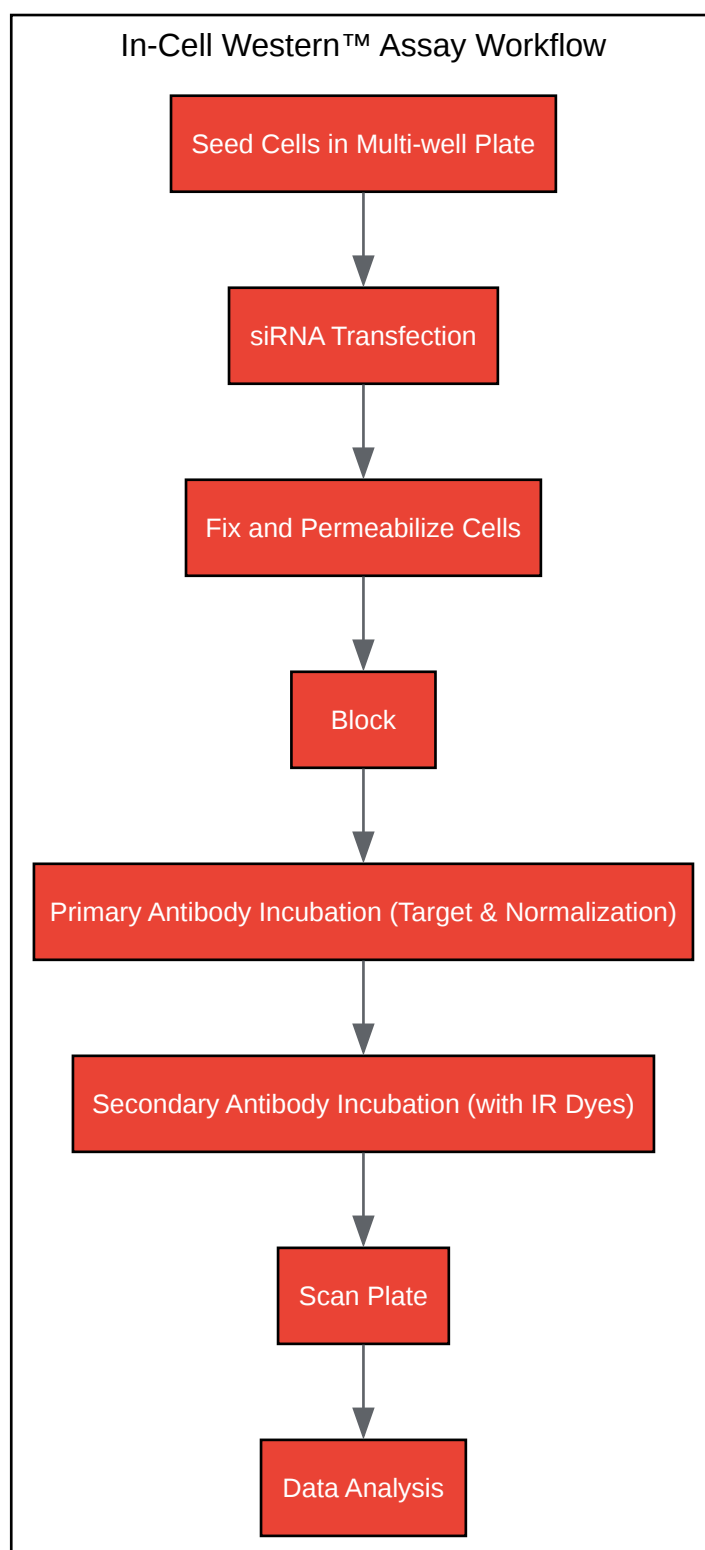 In-Cell Western™ Assay Workflow
Seed Cells in Multi-well Plate
siRNA Transfection
Fix and Permeabilize Cells
Block
Primary Antibody Incubation (Target & Normalization)
Secondary Antibody Incubation (with IR Dyes)
Scan Plate
Data Analysis